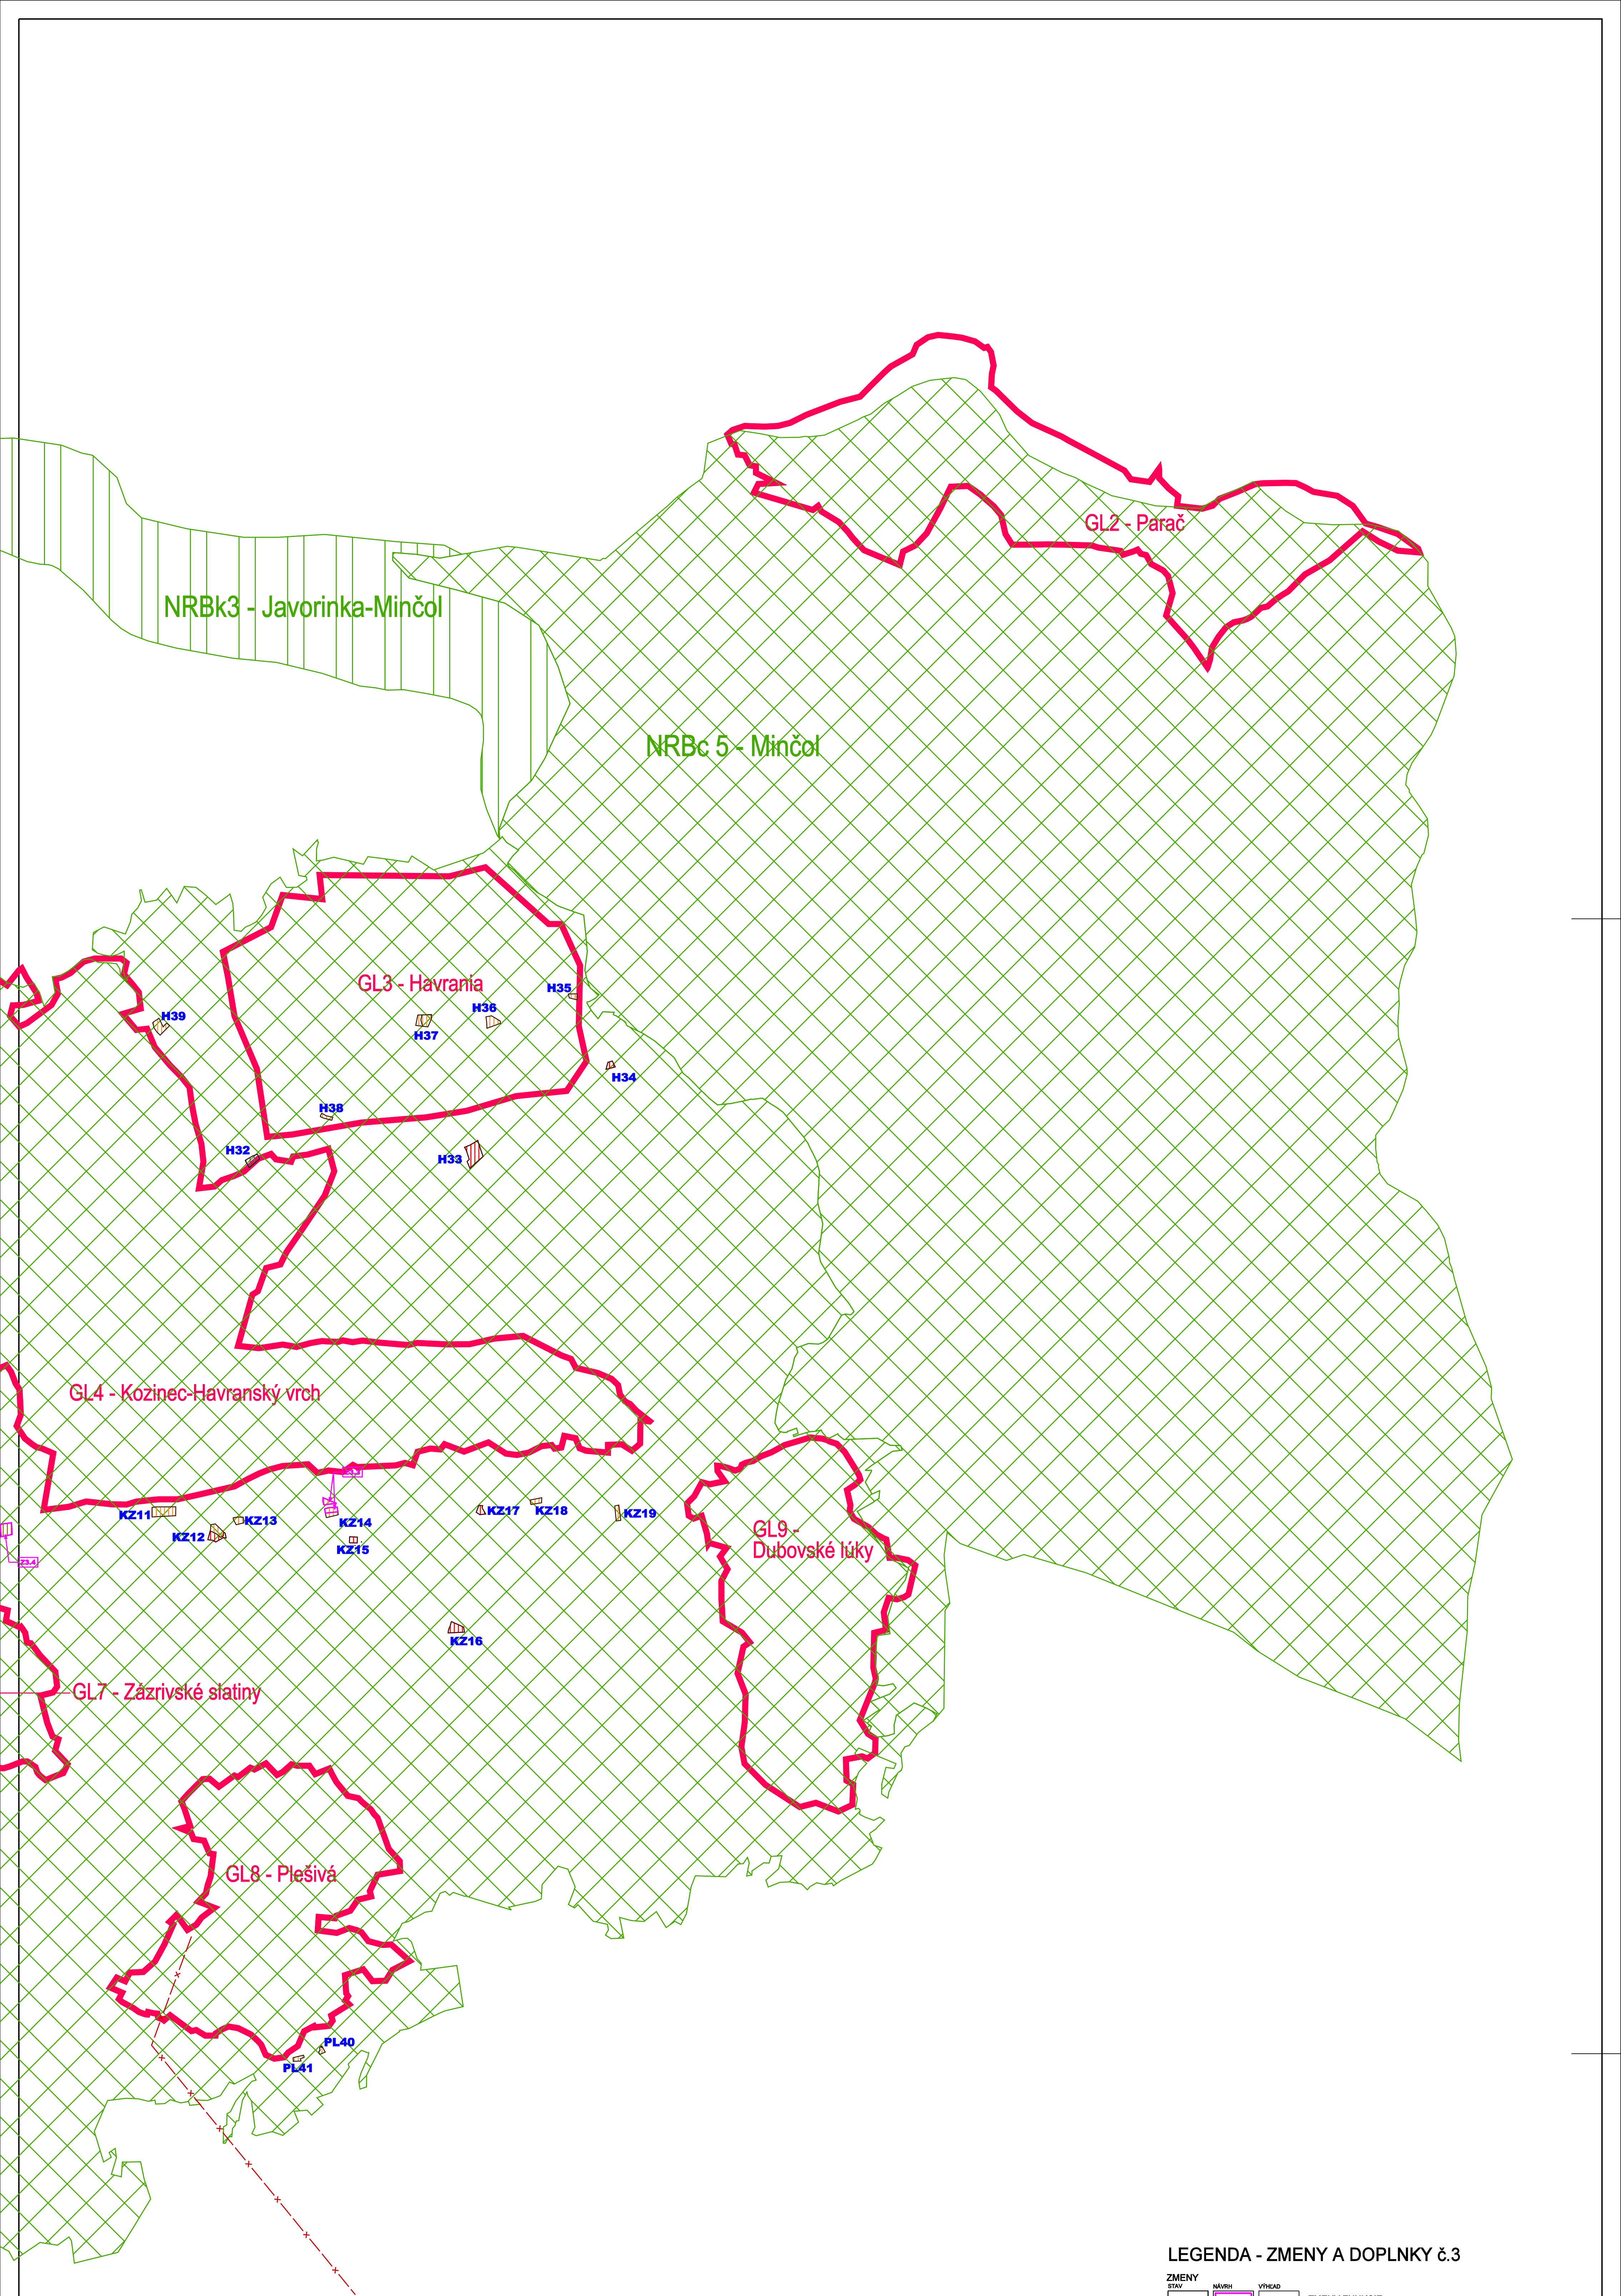 GL2 - Parač
NRBk3 - Javorinka-Minčol
NRBc 5 - Minčol
GL3 - Havrania
H35
H36
H37
H39
H34
H38
H32
H33
GL4 - Kozinec-Havranský vrch
KZ11
KZ12
KZ13
KZ14
KZ15
KZ17
KZ18
KZ19
GL9 -
Dubovské lúky
Z3.4
KZ16
GL7 - Zázrivské slatiny
GL8 - Plešivá
PL40
PL41
LEGENDA - ZMENY A DOPLNKY č.3
ZMENY
STAV NÁVRH VÝHĽAD